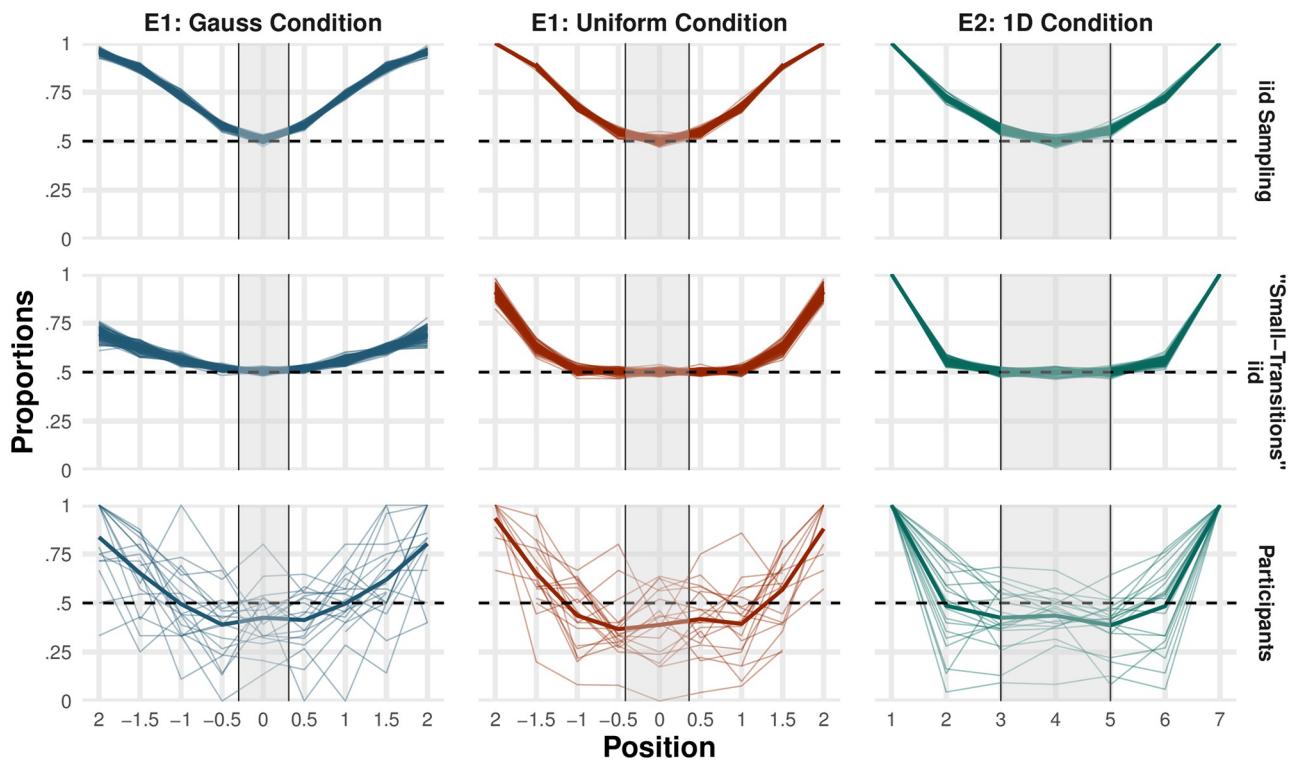 E1: Gauss Condition
E1: Uniform Condition
E2: 1D Condition
Proportions
1
.75
.5
.25
0
iid Sampling
1
.75
.5
.25
0
"Small−Transitions"
iid
1
.75
.5
.25
0
Participants
2 −1.5 −1 −0.5 0 0.5 1 1.5 2
2 −1.5 −1 −0.5 0 0.5 1 1.5 2
1 2 3 4 5 6 7
Position